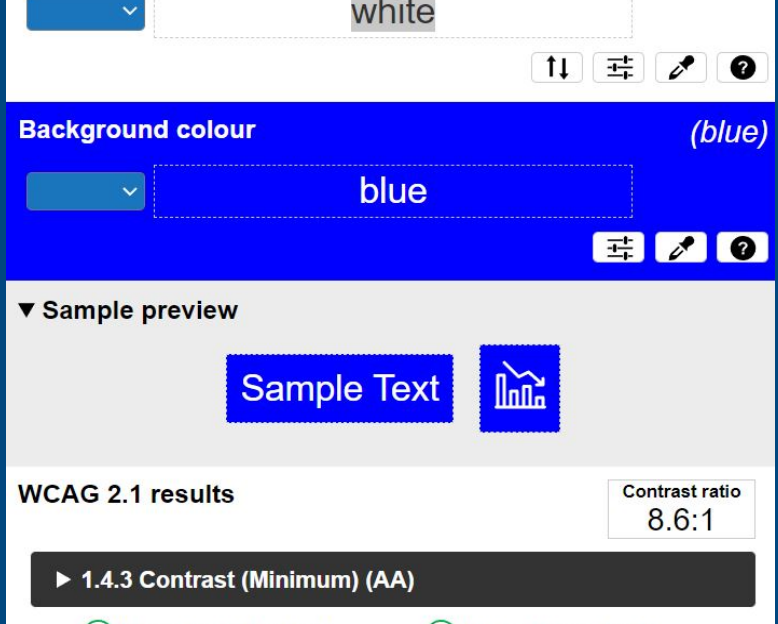 white
Background colour
(blue)
blue
▼ Sample preview
Sample Text
WCAG 2.1 results
Contrast ratio
8.6:1
▶ 1.4.3 Contrast (Minimum) (AA)